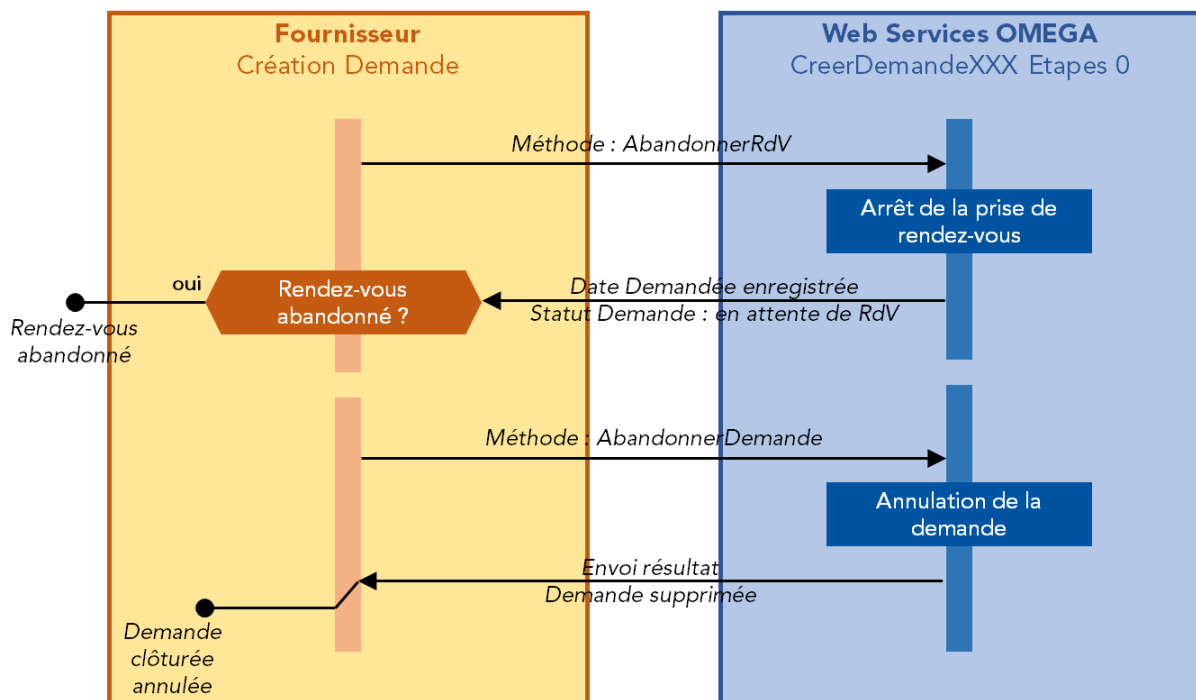 Fournisseur
Création Demande
Web Services OMEGA
CreerDemandeXXX Etapes 0
Méthode : AbandonnerRdV
Arrêt de la prise de
rendez-vous
oui
Rendez-vous
abandonné ?
Date Demandée enregistrée
Statut Demande : en attente de RdV
Rendez-vous
abandonné
Méthode : AbandonnerDemande
Annulation de la
demande
Envoi résultat
Demande supprimée
Demande
clôturée
annulée